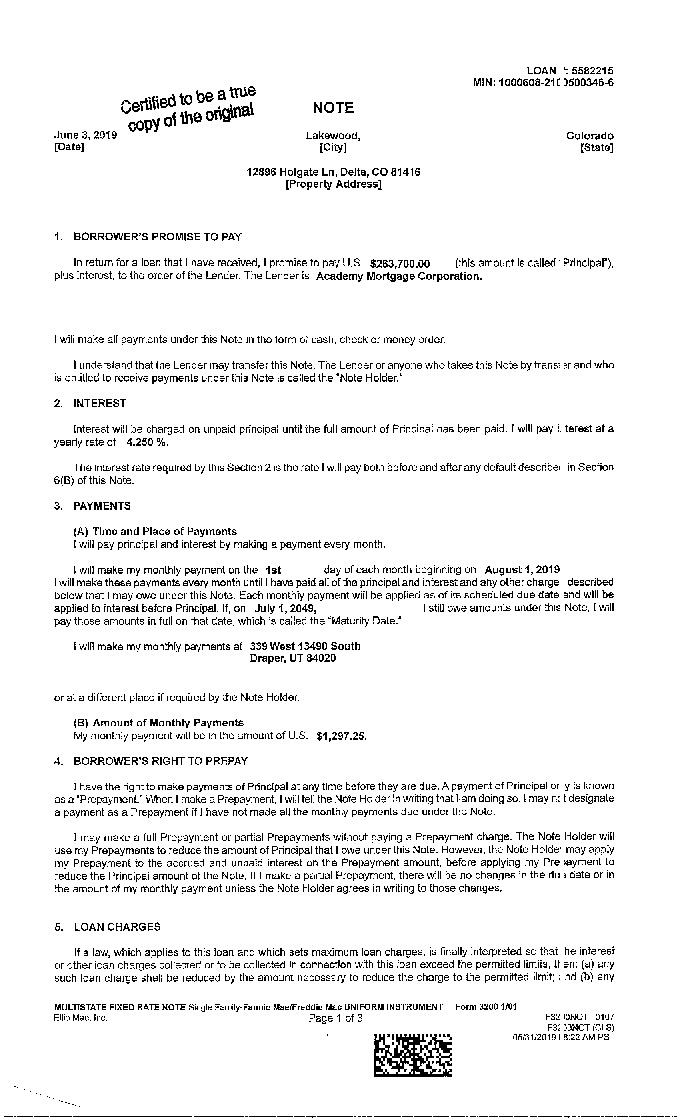 LOAN #: 5582215
MIN: 1000608-2100500346-6
Certified to be a true
copy of the original
NOTE
June 3, 2019 Lakewood, Colorado
[Date] [City] [State]
12896 Holgate Ln, Delta, CO 81416
[Property Address]
1. BORROWER'S PROMISE TO PAY
In return for a loan that I have received, I promise to pay U.S. $263,700.00 (this amount is called "Principal"),
plus interest, to the order of the Lender. The Lender is Academy Mortgage Corporation.
I will make all payments under this Note in the form of cash, check or money order.
I understand that the Lender may transfer this Note. The Lender or anyone who takes this Note by transfer and who
is entitled to receive payments under this Note is called the "Note Holder."
2. INTEREST
Interest will be charged on unpaid principal until the full amount of Principal has been paid. I will pay interest at a
yearly rate of 4.250 %.
The interest rate required by this Section 2 is the rate I will pay both before and after any default described in Section
6(B) of this Note.
3. PAYMENTS
(A) Time and Place of Payments
I will pay principal and interest by making a payment every month.
I will make my monthly payment on the 1st day of each month beginning on August 1, 2019
I will make these payments every month until I have paid all of the principal and interest and any other charges described
below that I may owe under this Note. Each monthly payment will be applied as of its scheduled due date and will be
applied to interest before Principal. If, on July 1, 2049, I still owe amounts under this Note, I will
pay those amounts in full on that date, which is called the "Maturity Date."
I will make my monthly payments at 339 West 13490 South
Draper, UT 84020
or at a different place if required by the Note Holder.
(B) Amount of Monthly Payments
My monthly payment will be in the amount of U.S. $1,297.25.
4. BORROWER'S RIGHT TO PREPAY
I have the right to make payments of Principal at any time before they are due. A payment of Principal only is known
as a "Prepayment." When I make a Prepayment, I will tell the Note Holder in writing that I am doing so. I may not designate
a payment as a Prepayment if I have not made all the monthly payments due under the Note.
I may make a full Prepayment or partial Prepayments without paying a Prepayment charge. The Note Holder will
use my Prepayments to reduce the amount of Principal that I owe under this Note. However, the Note Holder may apply
my Prepayment to the accrued and unpaid interest on the Prepayment amount, before applying my Prepayment to
reduce the Principal amount of the Note. If I make a partial Prepayment, there will be no changes in the due date or in
the amount of my monthly payment unless the Note Holder agrees in writing to those changes.
5. LOAN CHARGES
If a law, which applies to this loan and which sets maximum loan charges, is finally interpreted so that the interest
or other loan charges collected or to be collected in connection with this loan exceed the permitted limits, then: (a) any
such loan charge shall be reduced by the amount necessary to reduce the charge to the permitted limit; and (b) any
MULTISTATE FIXED RATE NOTE Single Family-Fannie Mae/Freddie Mac UNIFORM INSTRUMENT Form 3200 1/01
Ellie Mae, Inc. Page 1 of 3 F3200NOT 0107
F3200NOT (CLS)
05/31/2019 08:22 AM PST